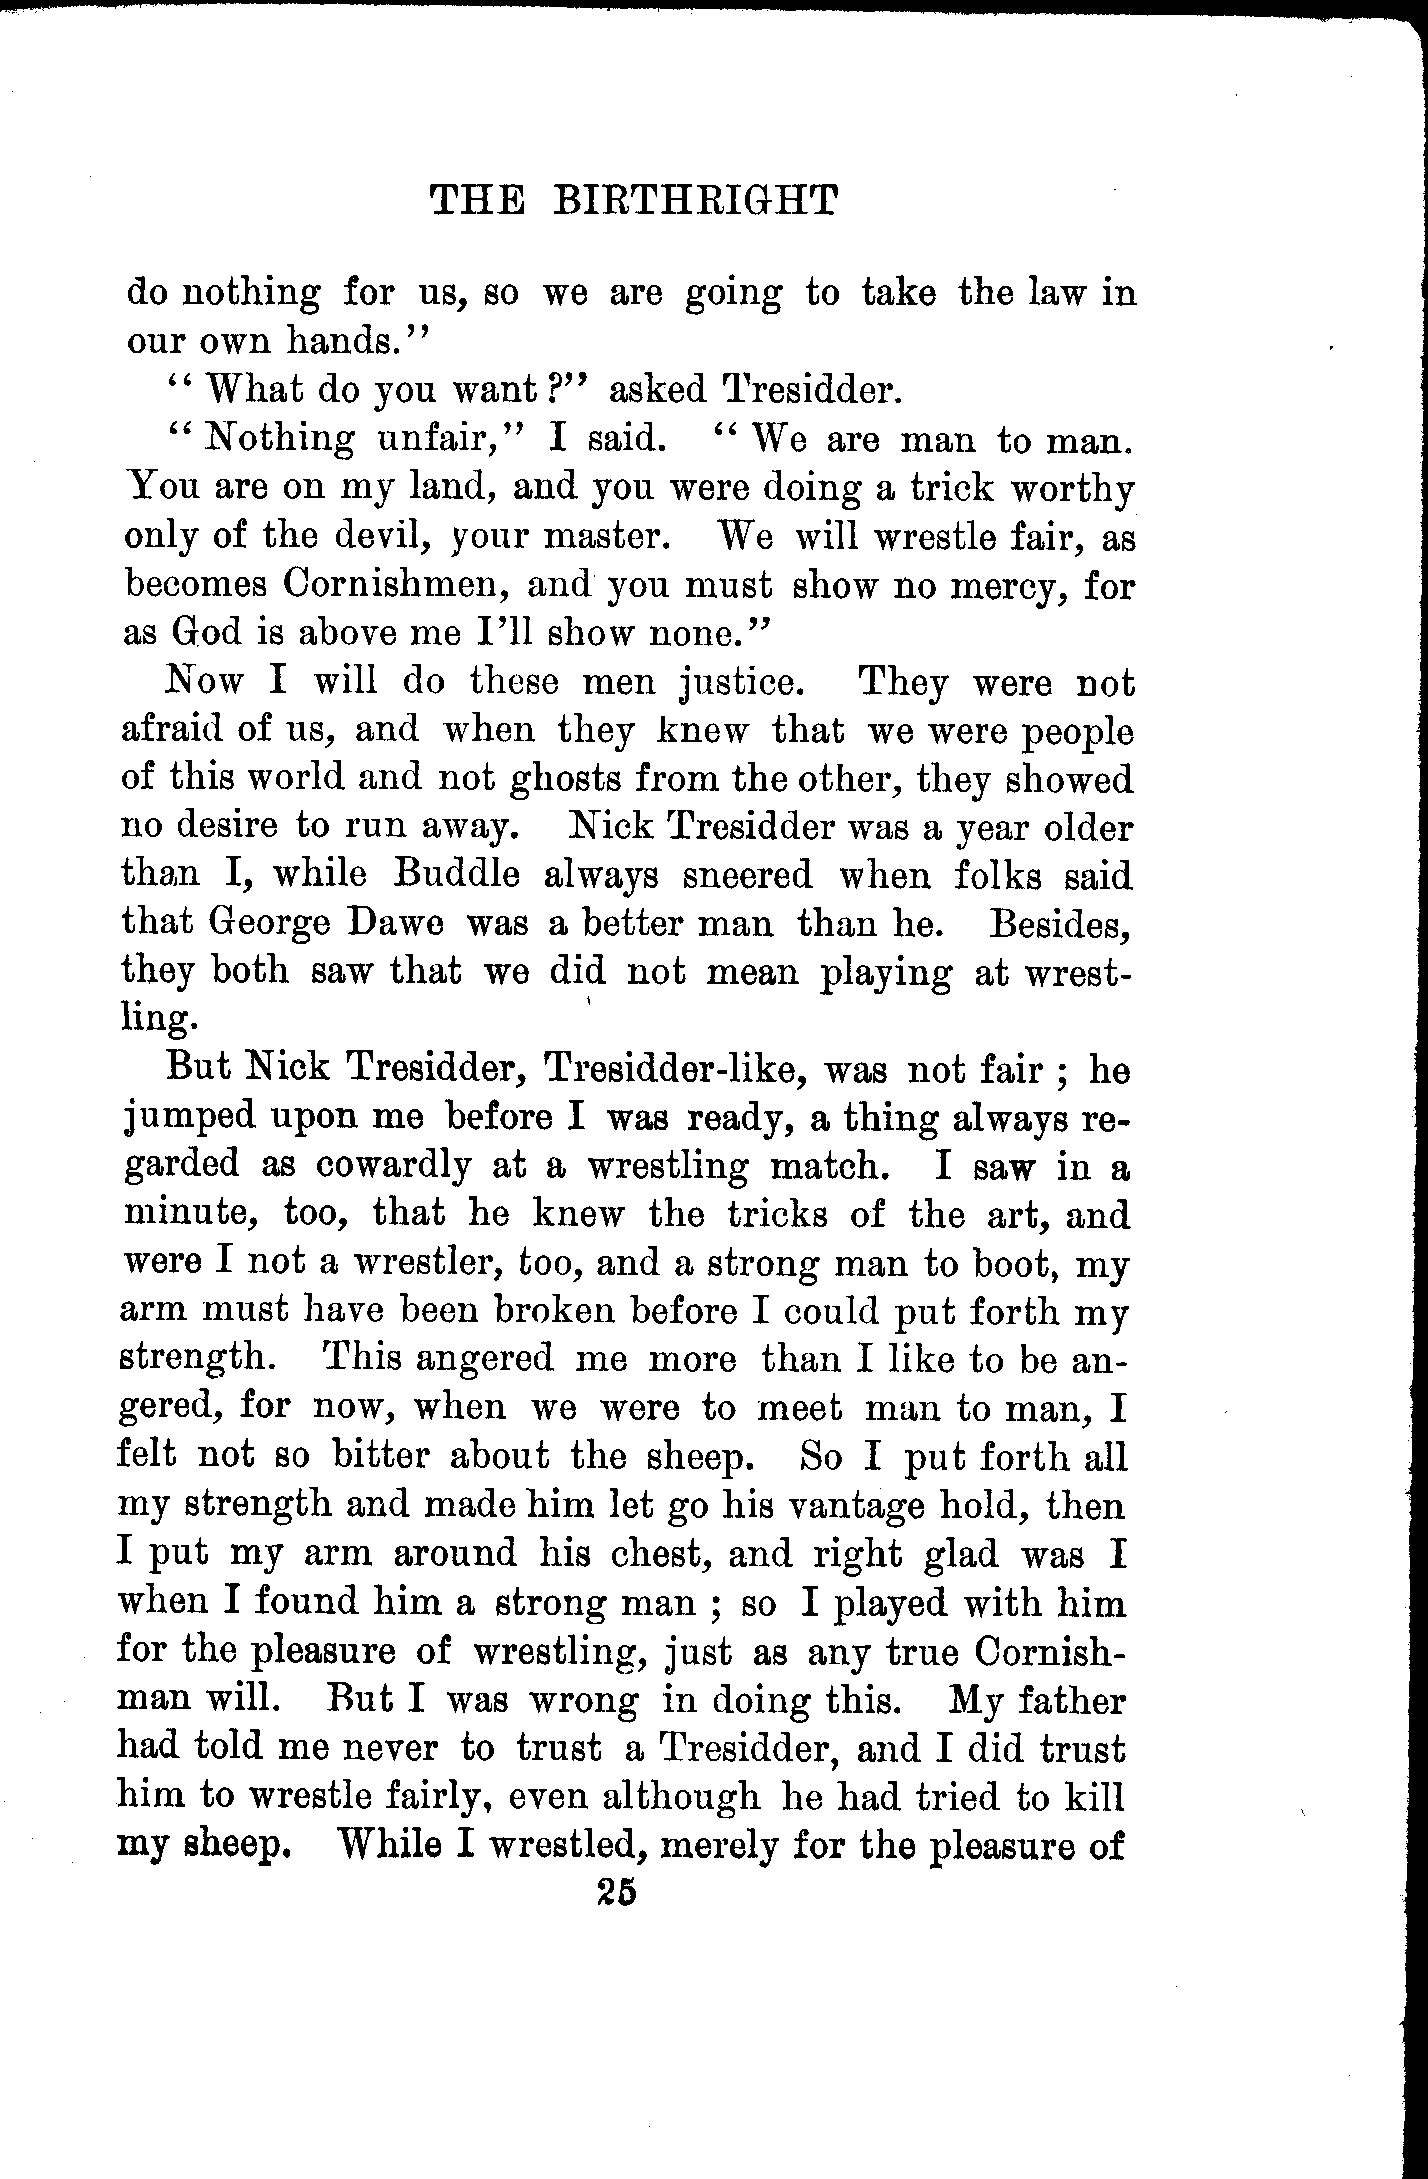 THE BIRTHRIGHT
do nothing for us, so we are going to take the law in
our own hands."
"What do you want?" asked Tresidder.
"Nothing unfair," I said. "We are man to man.
You are on my land, and you were doing a trick worthy
only of the devil, your master. We will wrestle fair, as
becomes Cornishmen, and you must show no mercy, for
as God is above me I'll show none."
Now I will do these men justice. They were not
afraid of us, and when they knew that we were people
of this world and not ghosts from the other, they showed
no desire to run away. Nick Tresidder was a year older
than I, while Buddle always sneered when folks said
that George Dawe was a better man than he. Besides,
they both saw that we did not mean playing at wrest-
ling.
But Nick Tresidder, Tresidder-like, was not fair; he
jumped upon me before I was ready, a thing always re-
garded as cowardly at a wrestling match. I saw in a
minute, too, that he knew the tricks of the art, and
were I not a wrestler, too, and a strong man to boot, my
arm must have been broken before I could put forth my
strength. This angered me more than I like to be an-
gered, for now, when we were to meet man to man, I
felt not so bitter about the sheep. So I put forth all
my strength and made him let go his vantage hold, then
I put my arm around his chest, and right glad was I
when I found him a strong man; so I played with him
for the pleasure of wrestling, just as any true Cornish-
man will. But I was wrong in doing this. My father
had told me never to trust a Tresidder, and I did trust
him to wrestle fairly, even although he had tried to kill
my sheep. While I wrestled, merely for the pleasure of
25